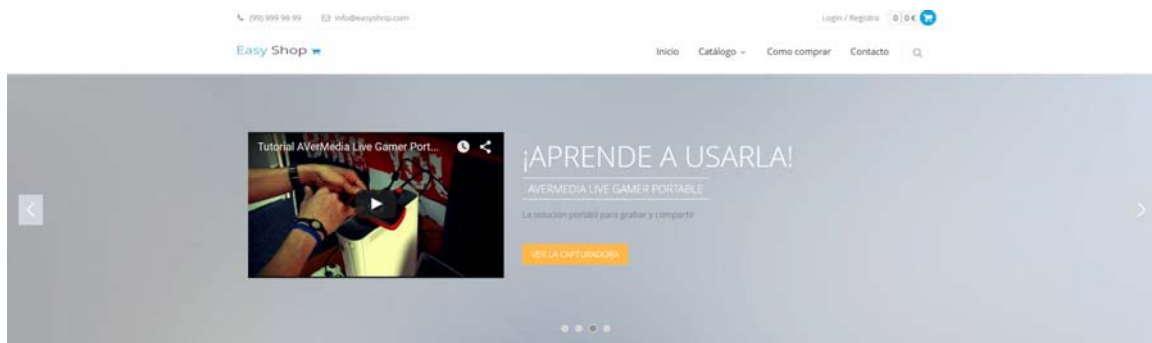 (99) 999 99 99 info@easyshop.com Login / Registro 0 0 €
Easy Shop Inicio Catálogo Como comprar Contacto
Tutorial AVerMedia Live Gamer Port...
¡APRENDE A USARLA!
AVERMEDIA LIVE GAMER PORTABLE
La solución portátil para grabar y compartir
VER LA CAPTURADORA